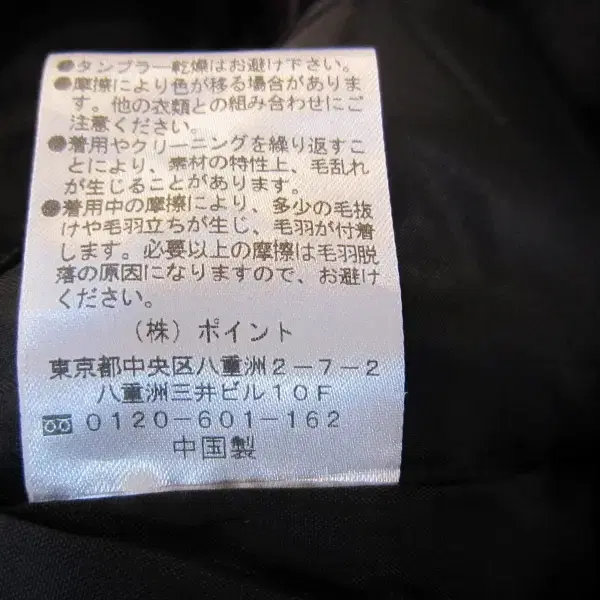 ●タンブラー乾燥はお避け下さい。
●摩擦により色が移る場合がありま
す。他の衣類との組み合わせにご
注意ください。
●着用やクリーニングを繰り返すこ
とにより、素材の特性上、毛乱れ
が生じることがあります。
●着用中の摩擦により、多少の毛抜
けや毛羽立ちが生じ、毛羽が付着
します。必要以上の摩擦は毛羽脱
落の原因になりますので、お避け
ください。
(株)ポイント
東京都中央区八重洲2-7-2
八重洲三井ビル10F
0120-601-162
中国製